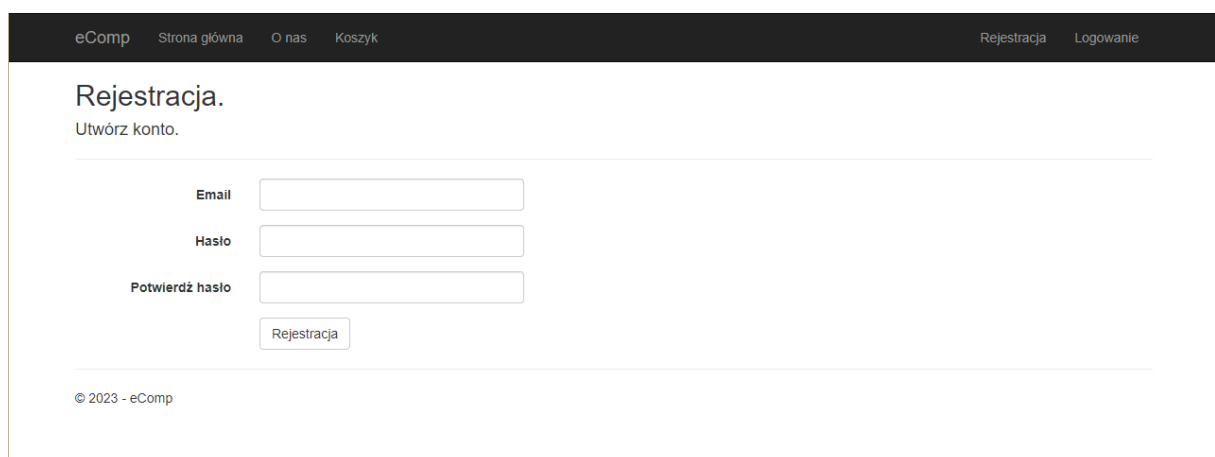 eComp Strona główna O nas Koszyk Rejestracja Logowanie
Rejestracja.
Utwórz konto.
Email
Hasło
Potwierdź hasło
Rejestracja
© 2023 - eComp